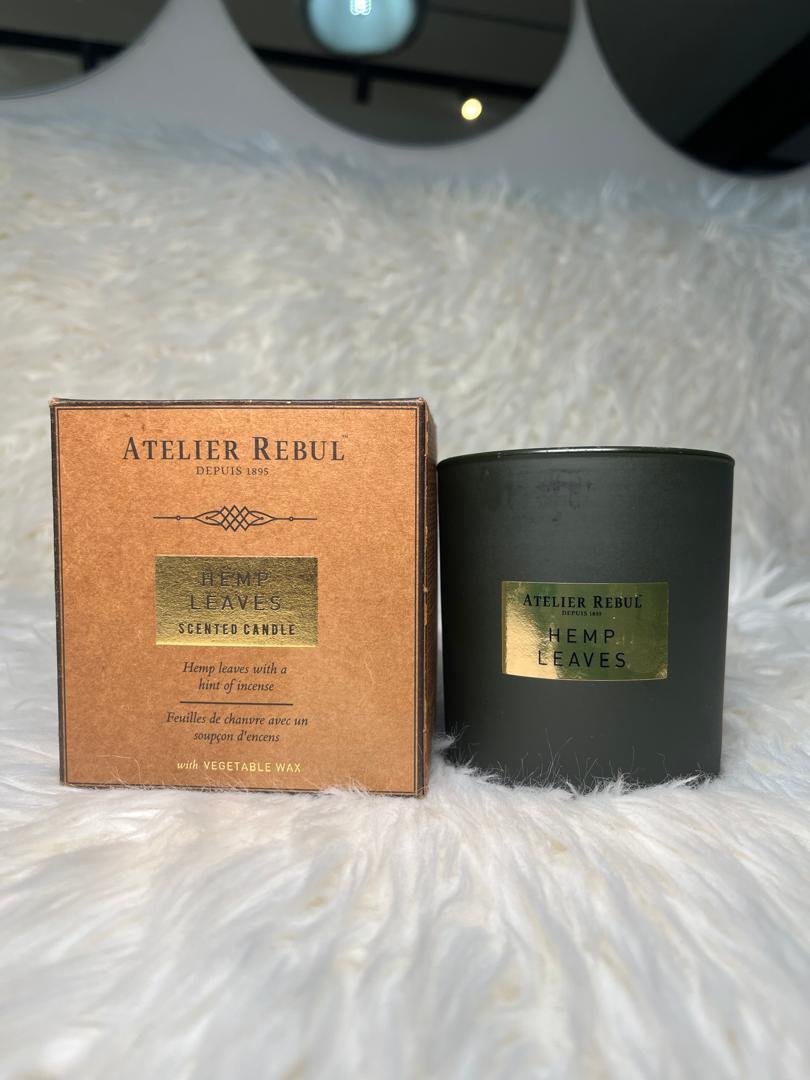 ATELIER REBUL™
DEPUIS 1895
HEMP
LEAVES
SCENTED CANDLE
Hemp leaves with a
hint of incense
Feuilles de chanvre avec un
soupçon d'encens
with VEGETABLE WAX
ATELIER REBUL
DEPUIS 1895
HEMP
LEAVES